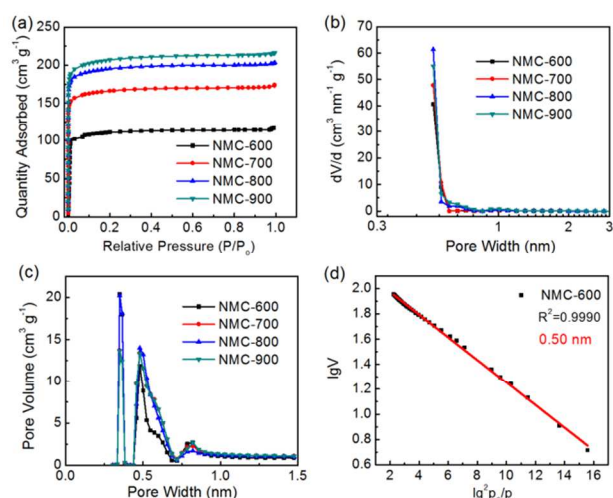 (a)
Quantity Adsorbed (cm³ g⁻¹)
250
200
150
100
50
0
NMC-600
NMC-700
NMC-800
NMC-900
0.0 0.2 0.4 0.6 0.8 1.0
Relative Pressure (P/P₀)
(b)
dV/d (cm³ nm⁻¹ g⁻¹)
70
60
50
40
30
20
10
0
NMC-600
NMC-700
NMC-800
NMC-900
0.3 1 2 3
Pore Width (nm)
(c)
Pore Volume (cm³ g⁻¹)
25
20
15
10
5
0
NMC-600
NMC-700
NMC-800
NMC-900
0.0 0.5 1.0 1.5
Pore Width (nm)
(d)
lgV
2.0
1.8
1.6
1.4
1.2
1.0
0.8
0.6
NMC-600
R²=0.9990
0.50 nm
2 4 6 8 10 12 14 16
lg²pₒ/p